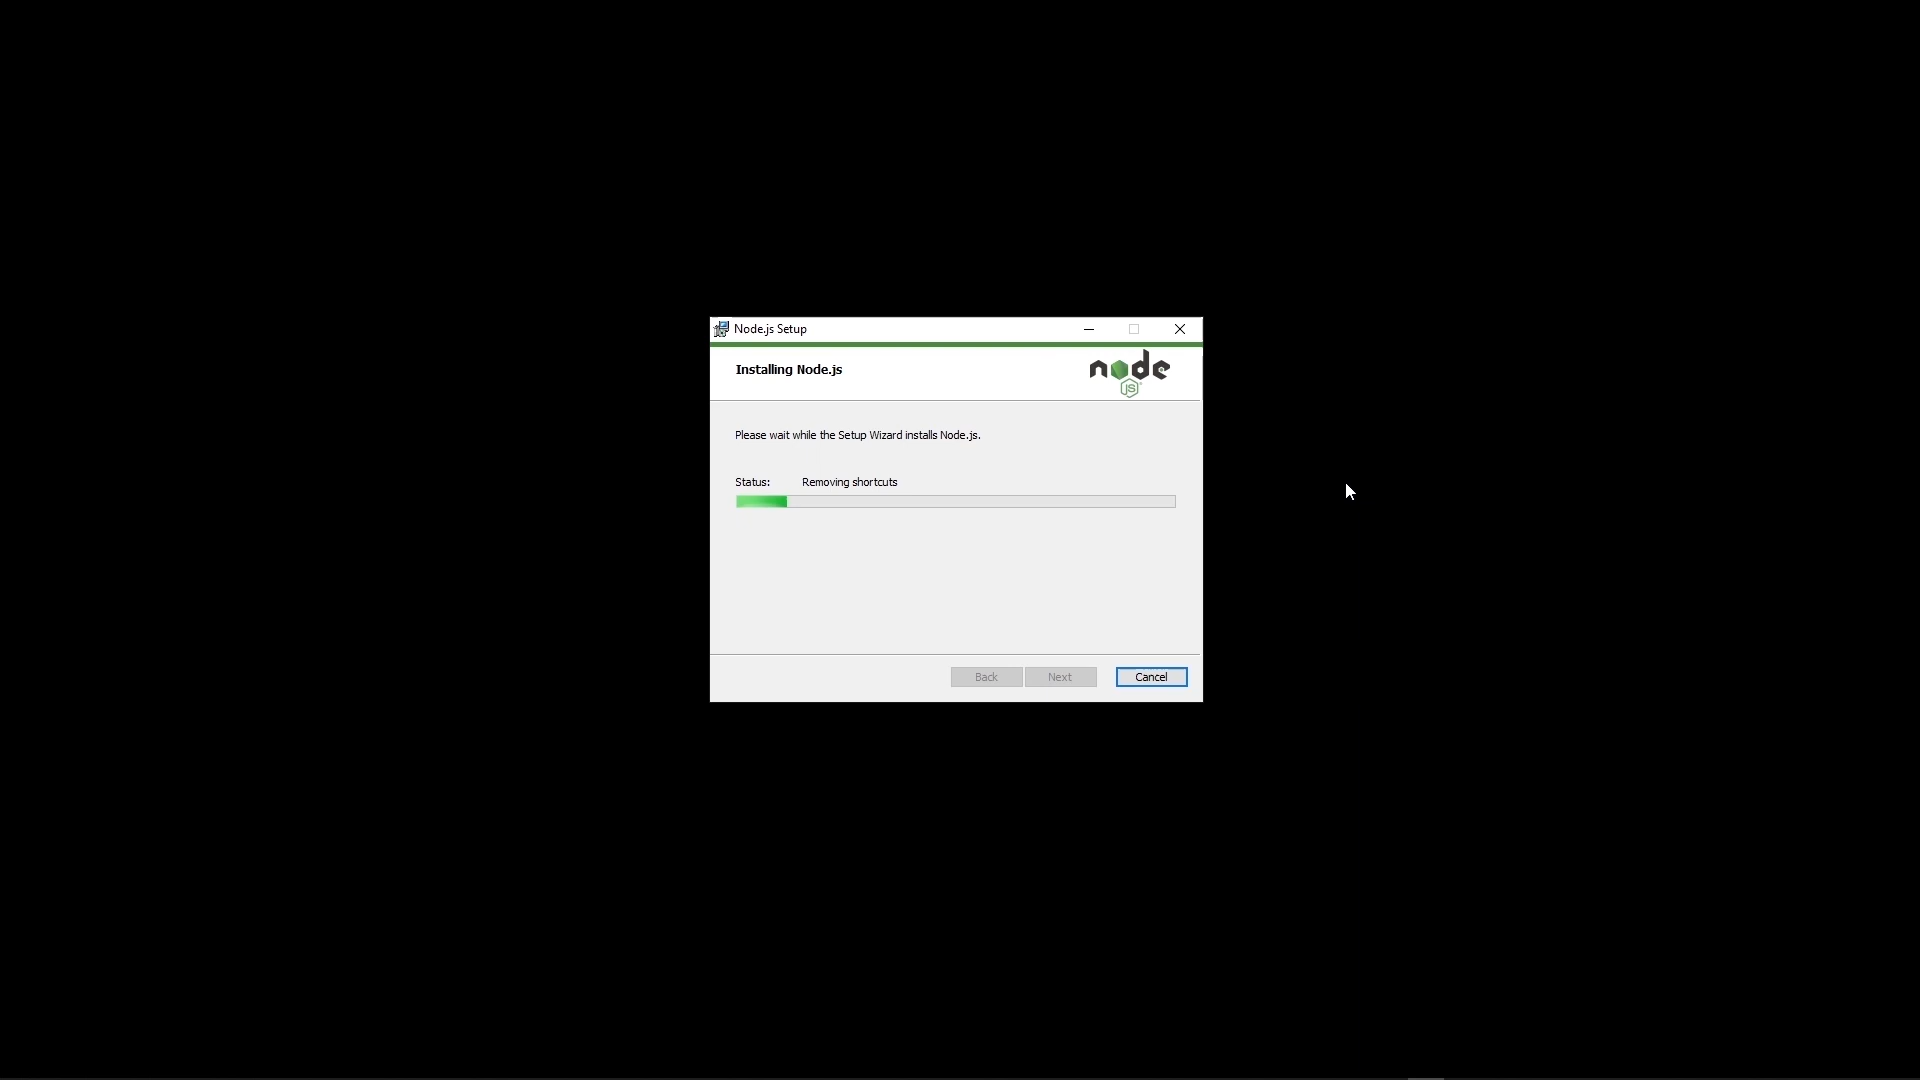 Node.js Setup
Installing Node.js
node
JS
Please wait while the Setup Wizard installs Node.js.
Status: Removing shortcuts
Back Next Cancel